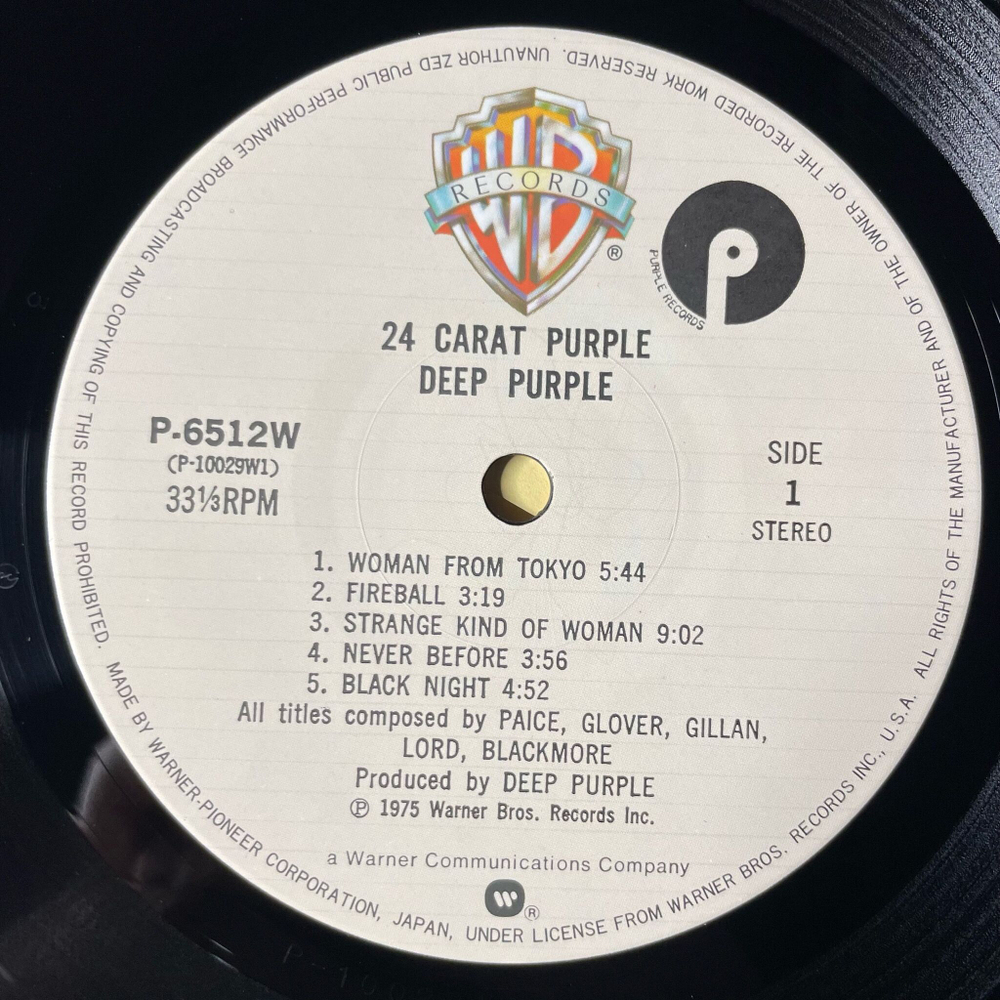 WB
RECORDS
®
P
PURPLE RECORDS
24 CARAT PURPLE
DEEP PURPLE
P-6512W
(P-10029W1)
33⅓RPM
SIDE
1
STEREO
1. WOMAN FROM TOKYO 5:44
2. FIREBALL 3:19
3. STRANGE KIND OF WOMAN 9:02
4. NEVER BEFORE 3:56
5. BLACK NIGHT 4:52
All titles composed by PAICE, GLOVER, GILLAN,
LORD, BLACKMORE
Produced by DEEP PURPLE
℗ 1975 Warner Bros. Records Inc.
a Warner Communications Company
W ®
MADE BY WARNER-PIONEER CORPORATION, JAPAN, UNDER LICENSE FROM WARNER BROS. RECORDS INC., U.S.A. ALL RIGHTS OF THE MANUFACTURER AND OF THE OWNER OF THE RECORDED WORK RESERVED. UNAUTHOR ZED PUBLIC PERFORMANCE BROADCASTING AND COPYING OF THIS RECORD PROHIBITED.